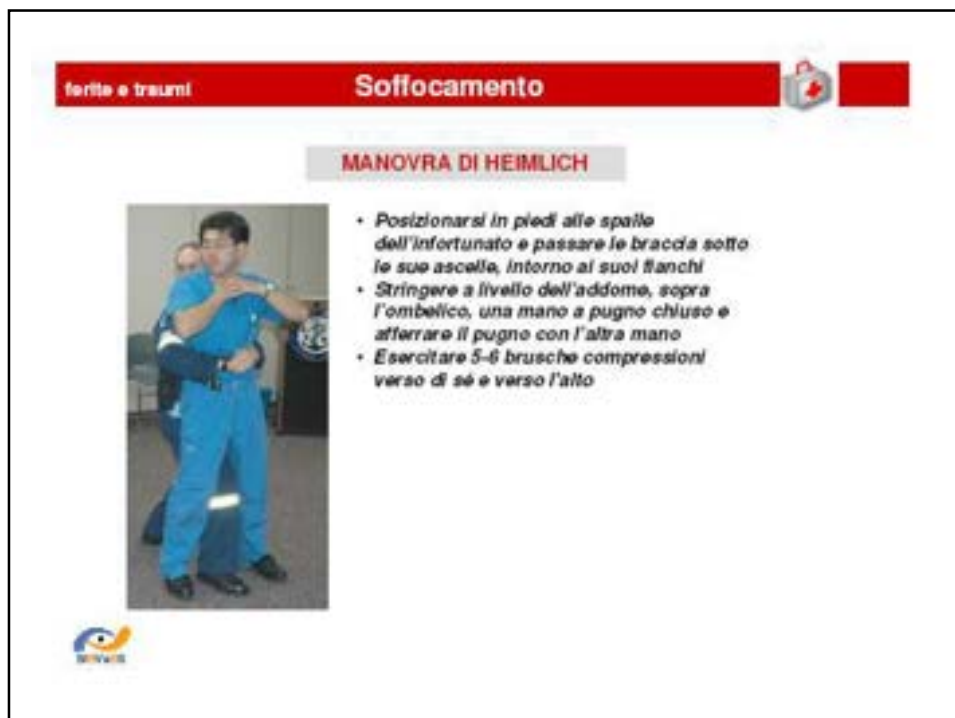 ferite e traumi
Soffocamento
MANOVRA DI HEIMLICH
• Posizionarsi in piedi alle spalle
dell'infortunato e passare le braccia sotto
le sue ascelle, intorno ai suoi fianchi
• Stringere a livello dell'addome, sopra
l'ombelico, una mano a pugno chiuso e
afferrare il pugno con l'altra mano
• Esercitare 5-6 brusche compressioni
verso di sé e verso l'alto